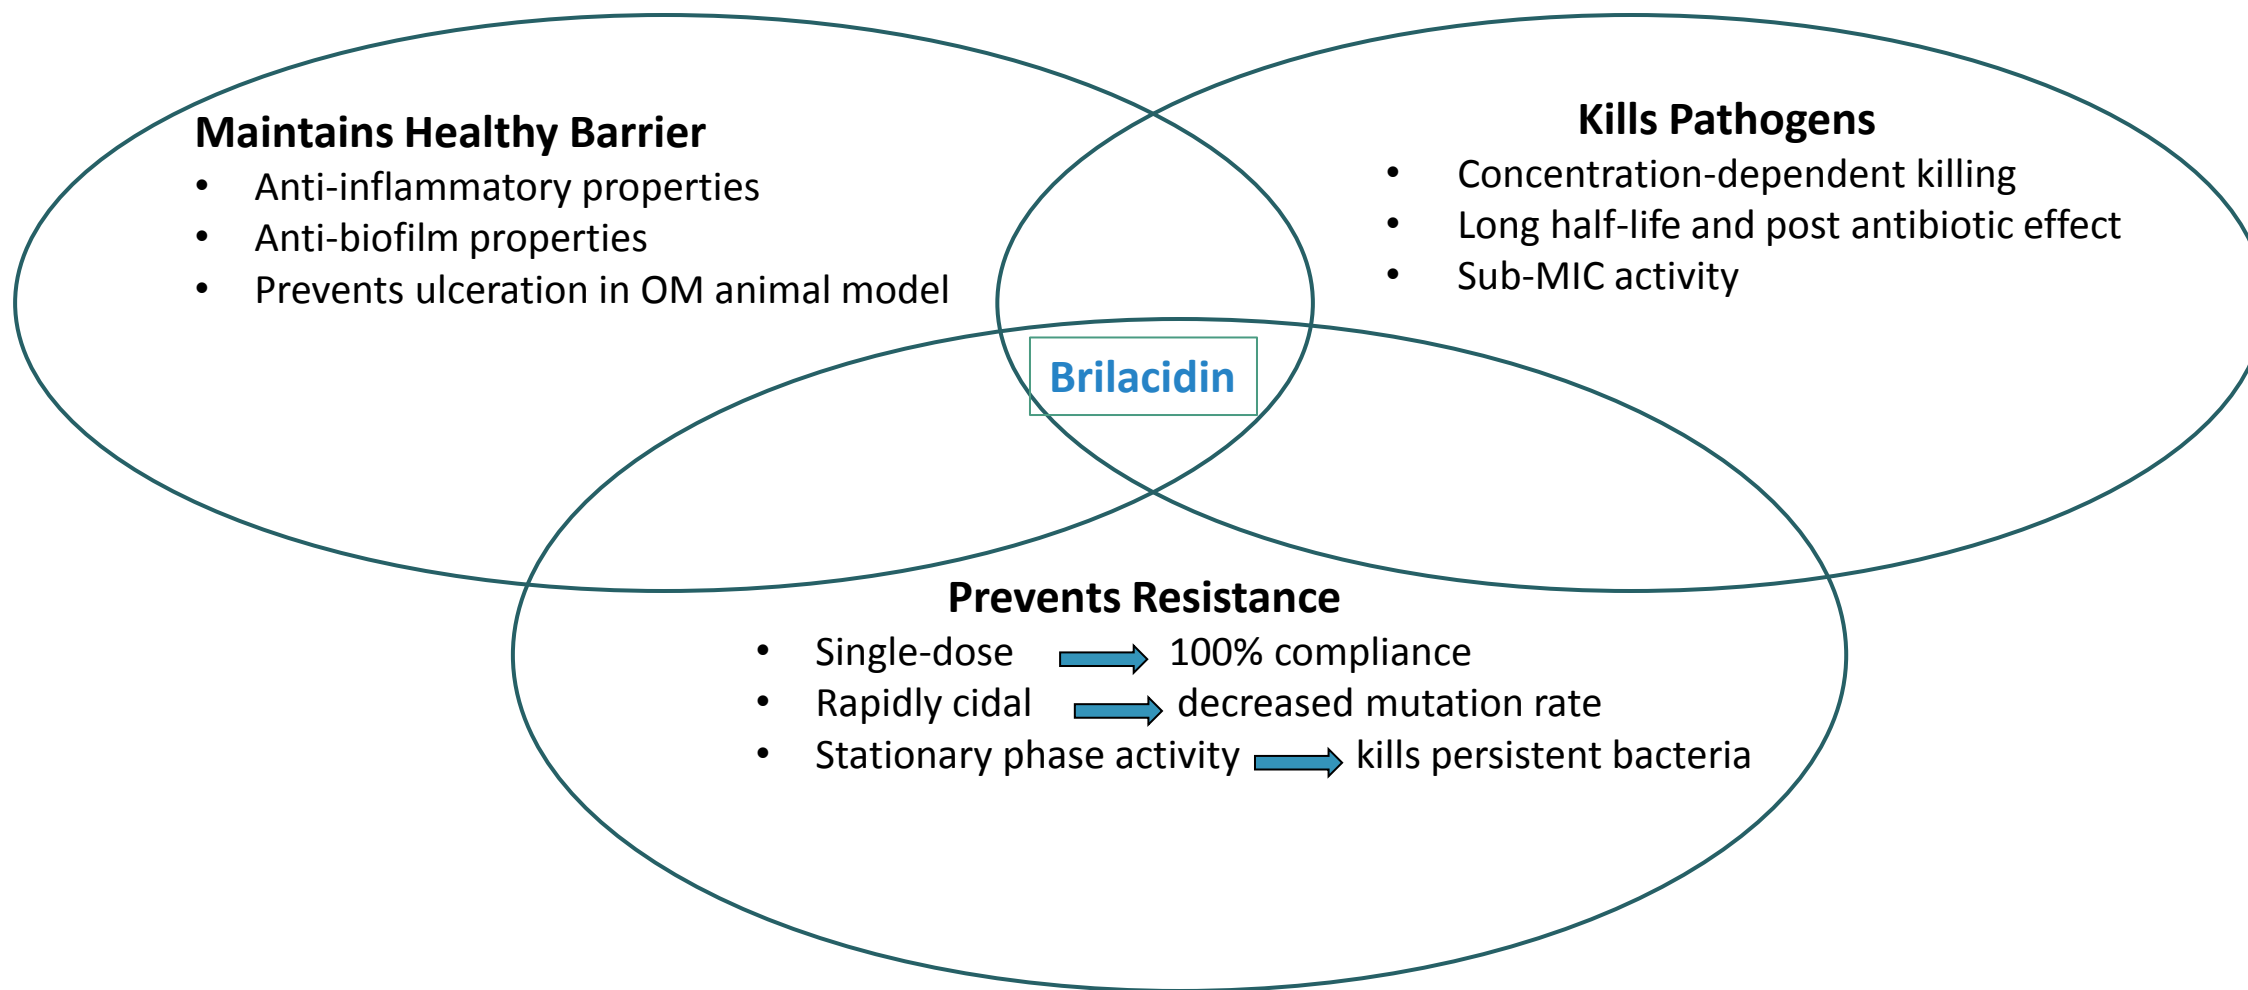 Maintains Healthy Barrier
• Anti-inflammatory properties
• Anti-biofilm properties
• Prevents ulceration in OM animal model
Kills Pathogens
• Concentration-dependent killing
• Long half-life and post antibiotic effect
• Sub-MIC activity
Brilacidin
Prevents Resistance
• Single-dose 100% compliance
• Rapidly cidal decreased mutation rate
• Stationary phase activity kills persistent bacteria